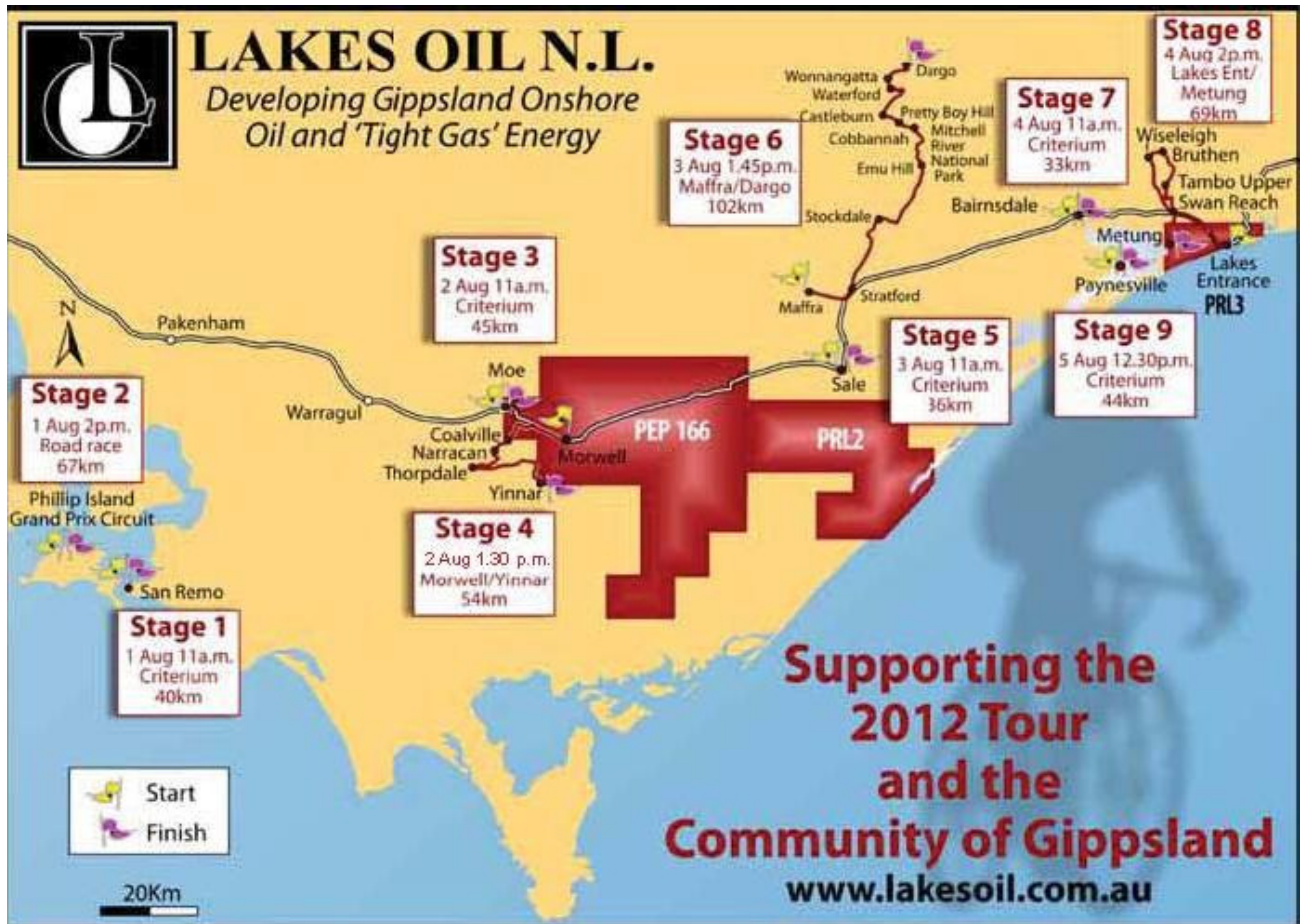 LAKES OIL N.L.
Developing Gippsland Onshore
Oil and 'Tight Gas' Energy
Stage 8
4 Aug 2p.m.
Lakes Ent/
Metung
69km
Stage 7
4 Aug 11a.m.
Criterium
33km
Stage 6
3 Aug 1.45p.m.
Maffra/Dargo
102km
Dargo
Wonnangatta
Waterford
Castleburn
Pretty Boy Hill
Cobbannah
Mitchell
River
National
Park
Emu Hill
Stockdale
Wiseleigh
Bruthen
Tambo Upper
Swan Reach
Bairnsdale
Metung
Lakes
Entrance
PRL3
Paynesville
Maffra
Stratford
Stage 3
2 Aug 11a.m.
Criterium
45km
N
Pakenham
Warragul
Moe
Sale
Stage 5
3 Aug 11a.m.
Criterium
36km
Stage 9
5 Aug 12.30p.m.
Criterium
44km
Stage 2
1 Aug 2p.m.
Road race
67km
Coalville
Narracan
Thorpdale
Morwell
Yinnar
PEP 166
PRL2
Phillip Island
Grand Prix Circuit
San Remo
Stage 4
2 Aug 1.30 p.m.
Morwell/Yinnar
54km
Stage 1
1 Aug 11a.m.
Criterium
40km
Start
Finish
20Km
Supporting the
2012 Tour
and the
Community of Gippsland
www.lakesoil.com.au